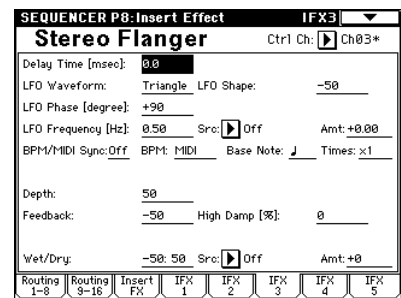 SEQUENCER P8:Insert Effect IFX3
Stereo Flanger Ctrl Ch: Ch03*
Delay Time [msec]: 0.0
LFO Waveform: Triangle LFO Shape: -50
LFO Phase [degree]: +90
LFO Frequency [Hz]: 0.50 Src: Off Amt: +0.00
BPM/MIDI Sync: Off BPM: MIDI Base Note: ♩ Times: x1
Depth: 50
Feedback: -50 High Damp [%]: 0
Wet/Dry: -50: 50 Src: Off Amt: +0
Routing 1-8 Routing 9-16 Insert FX IFX 1 IFX 2 IFX 3 IFX 4 IFX 5